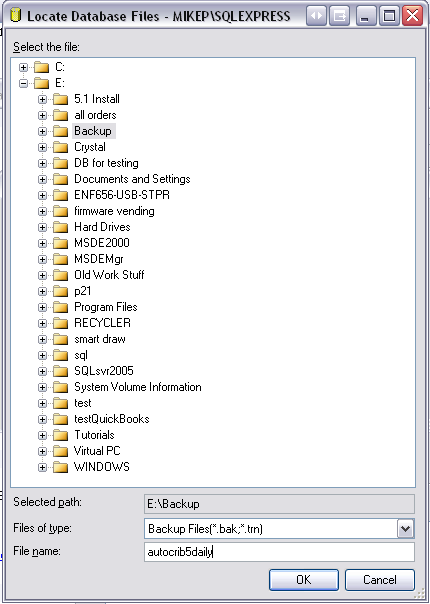 Locate Database Files - MIKEP\SQLEXPRESS
Select the file:
C:
E:
5.1 Install
all orders
Backup
Crystal
DB for testing
Documents and Settings
ENF656-USB-STPR
firmware vending
Hard Drives
MSDE2000
MSDEMgr
Old Work Stuff
p21
Program Files
RECYCLER
smart draw
sql
SQLsvr2005
System Volume Information
test
testQuickBooks
Tutorials
Virtual PC
WINDOWS
Selected path: E:\Backup
Files of type: Backup Files(*.bak;*.trn)
File name: autocrib5daily
OK Cancel